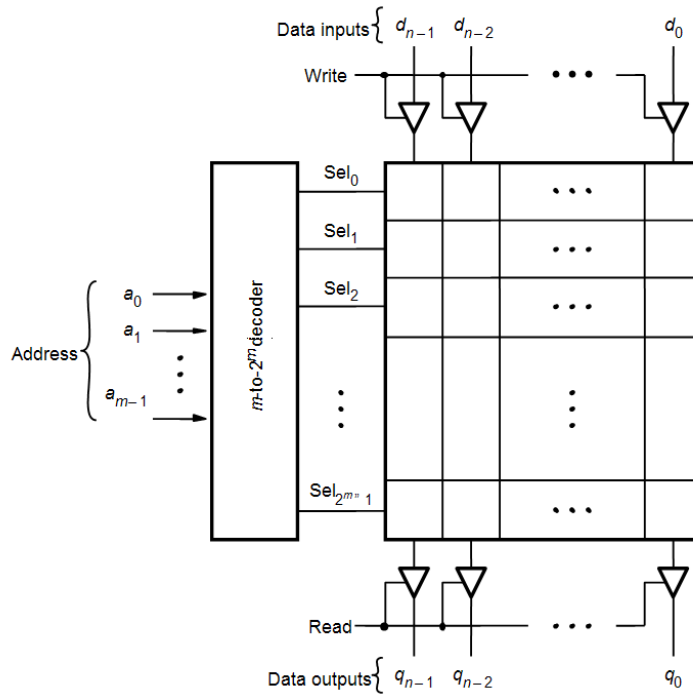 Data inputs d_{n-1} d_{n-2} d_0
Write
Sel_0
Sel_1
Sel_2
Address
a_0
a_1
a_{m-1}
m-to-2^m decoder
Sel_{2^m = 1}
Read
Data outputs q_{n-1} q_{n-2} q_0